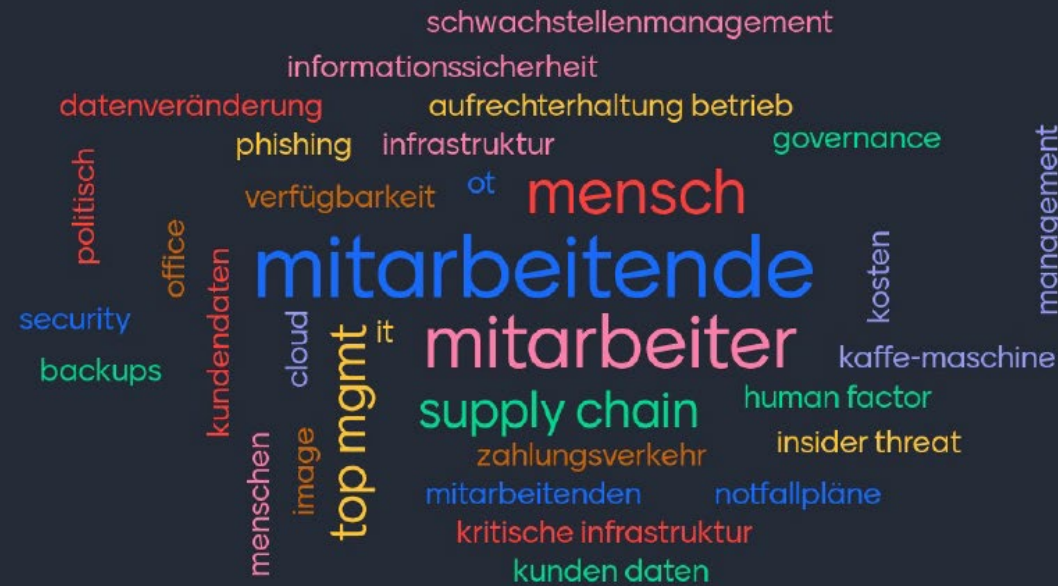 schwachstellenmanagement
informationssicherheit
datenveränderung
aufrechterhaltung betrieb
phishing
infrastruktur
governance
management
politisch
verfügbarkeit
ot
mensch
office
mitarbeitende
kosten
kundendaten
security
cloud
top mgmt
it
mitarbeiter
kaffe-maschine
backups
supply chain
human factor
image
menschen
zahlungsverkehr
insider threat
mitarbeitenden
notfallpläne
kritische infrastruktur
kunden daten